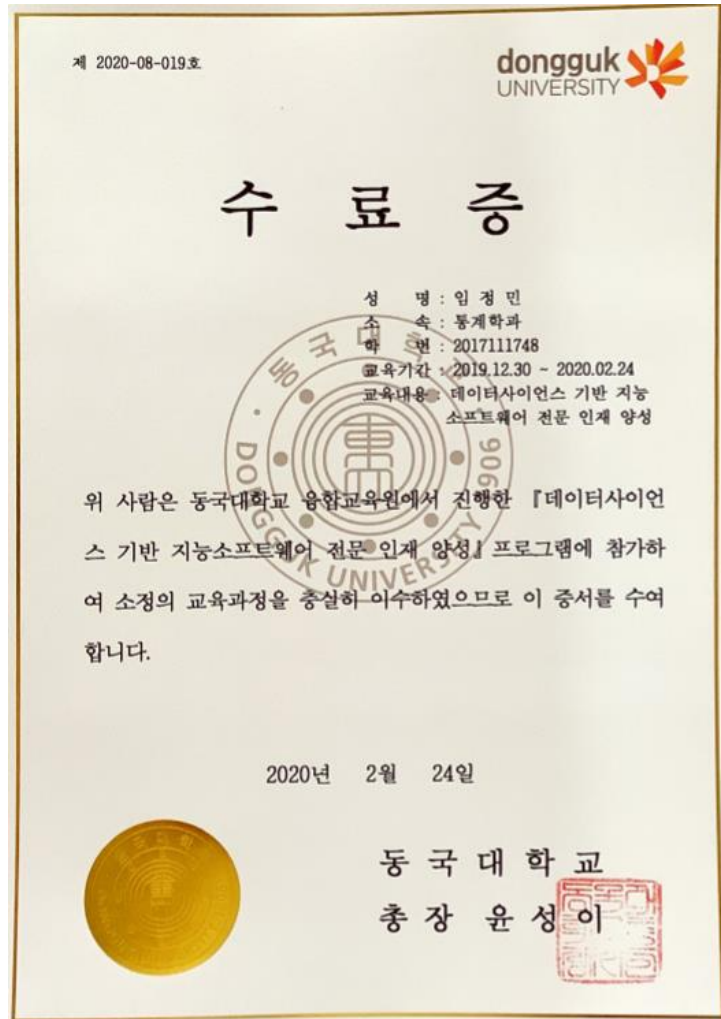 제 2020-08-019호
dongguk
UNIVERSITY
수 료 증
성 명 : 임 정 민
소 속 : 통계학과
학 번 : 2017111748
교육기간 : 2019.12.30 ~ 2020.02.24
교육내용 : 데이터사이언스 기반 지능
소프트웨어 전문 인재 양성
동국대학교
DONGGUK UNIVERSITY 1906
위 사람은 동국대학교 융합교육원에서 진행한 『데이터사이언
스 기반 지능소프트웨어 전문 인재 양성』 프로그램에 참가하
여 소정의 교육과정을 충실히 이수하였으므로 이 증서를 수여
합니다.
2020년 2월 24일
동 국 대 학 교
총 장 윤 성 이